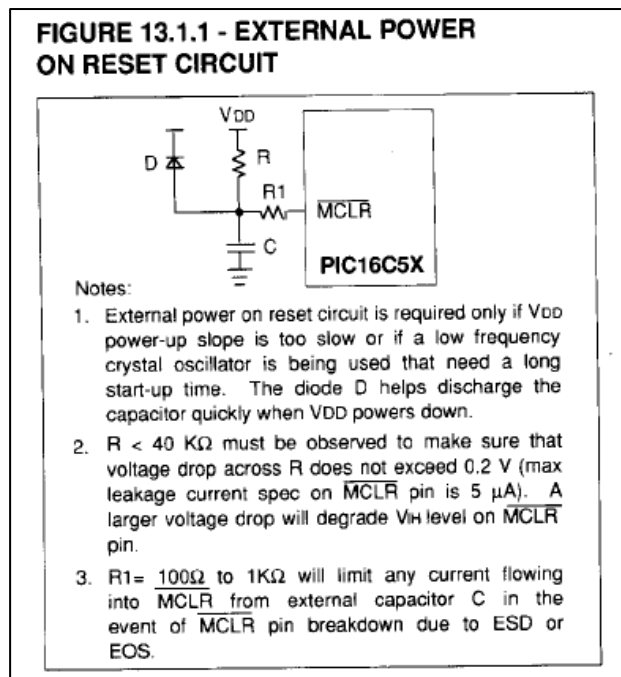 FIGURE 13.1.1 - EXTERNAL POWER
ON RESET CIRCUIT
VDD
D
R
R1
MCLR
C
PIC16C5X
Notes:
1. External power on reset circuit is required only if VDD
power-up slope is too slow or if a low frequency
crystal oscillator is being used that need a long
start-up time. The diode D helps discharge the
capacitor quickly when VDD powers down.
2. R < 40 KΩ must be observed to make sure that
voltage drop across R does not exceed 0.2 V (max
leakage current spec on MCLR pin is 5 μA). A
larger voltage drop will degrade VIH level on MCLR
pin.
3. R1= 100Ω to 1KΩ will limit any current flowing
into MCLR from external capacitor C in the
event of MCLR pin breakdown due to ESD or
EOS.